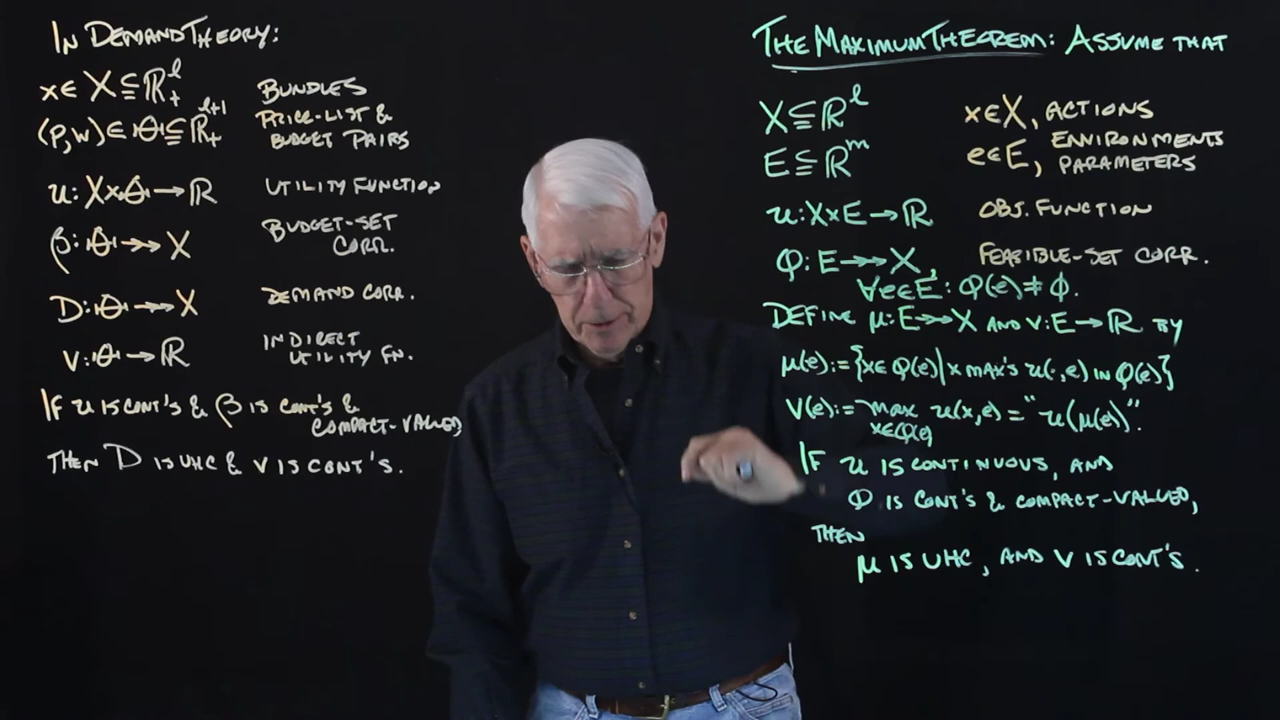 IN DEMAND THEORY:
x∈X⊆ℝ₊^ℓ BUNDLES
(p,w)∈Θ⊆ℝ₊^ℓ+1 PRICE-LIST &
BUDGET PAIRS
u: X×Θ→ℝ UTILITY FUNCTION
β: Θ↠X BUDGET-SET
CORR.
D: Θ↠X DEMAND CORR.
v: Θ→ℝ INDIRECT
UTILITY FN.
IF u IS CONT'S & β IS CONT'S &
COMPACT-VALUED
THEN D IS UHC & V IS CONT'S.
THE MAXIMUM THEOREM: ASSUME THAT
X⊆ℝ^ℓ x∈X, ACTIONS
E⊆ℝ^m e∈E, ENVIRONMENTS
PARAMETERS
u: X×E→ℝ OBJ. FUNCTION
φ: E↠X, FEASIBLE-SET CORR.
∀e∈E: φ(e)≠∅.
DEFINE μ: E↠X AND v: E→ℝ BY
μ(e):={x∈φ(e)|x MAX'S u(·,e) IN φ(e)}
V(e):= max u(x,e)="u(μ(e))".
x∈φ(e)
IF u IS CONTINUOUS, AND
φ IS CONT'S & COMPACT-VALUED,
THEN
μ IS UHC, AND V IS CONT'S.